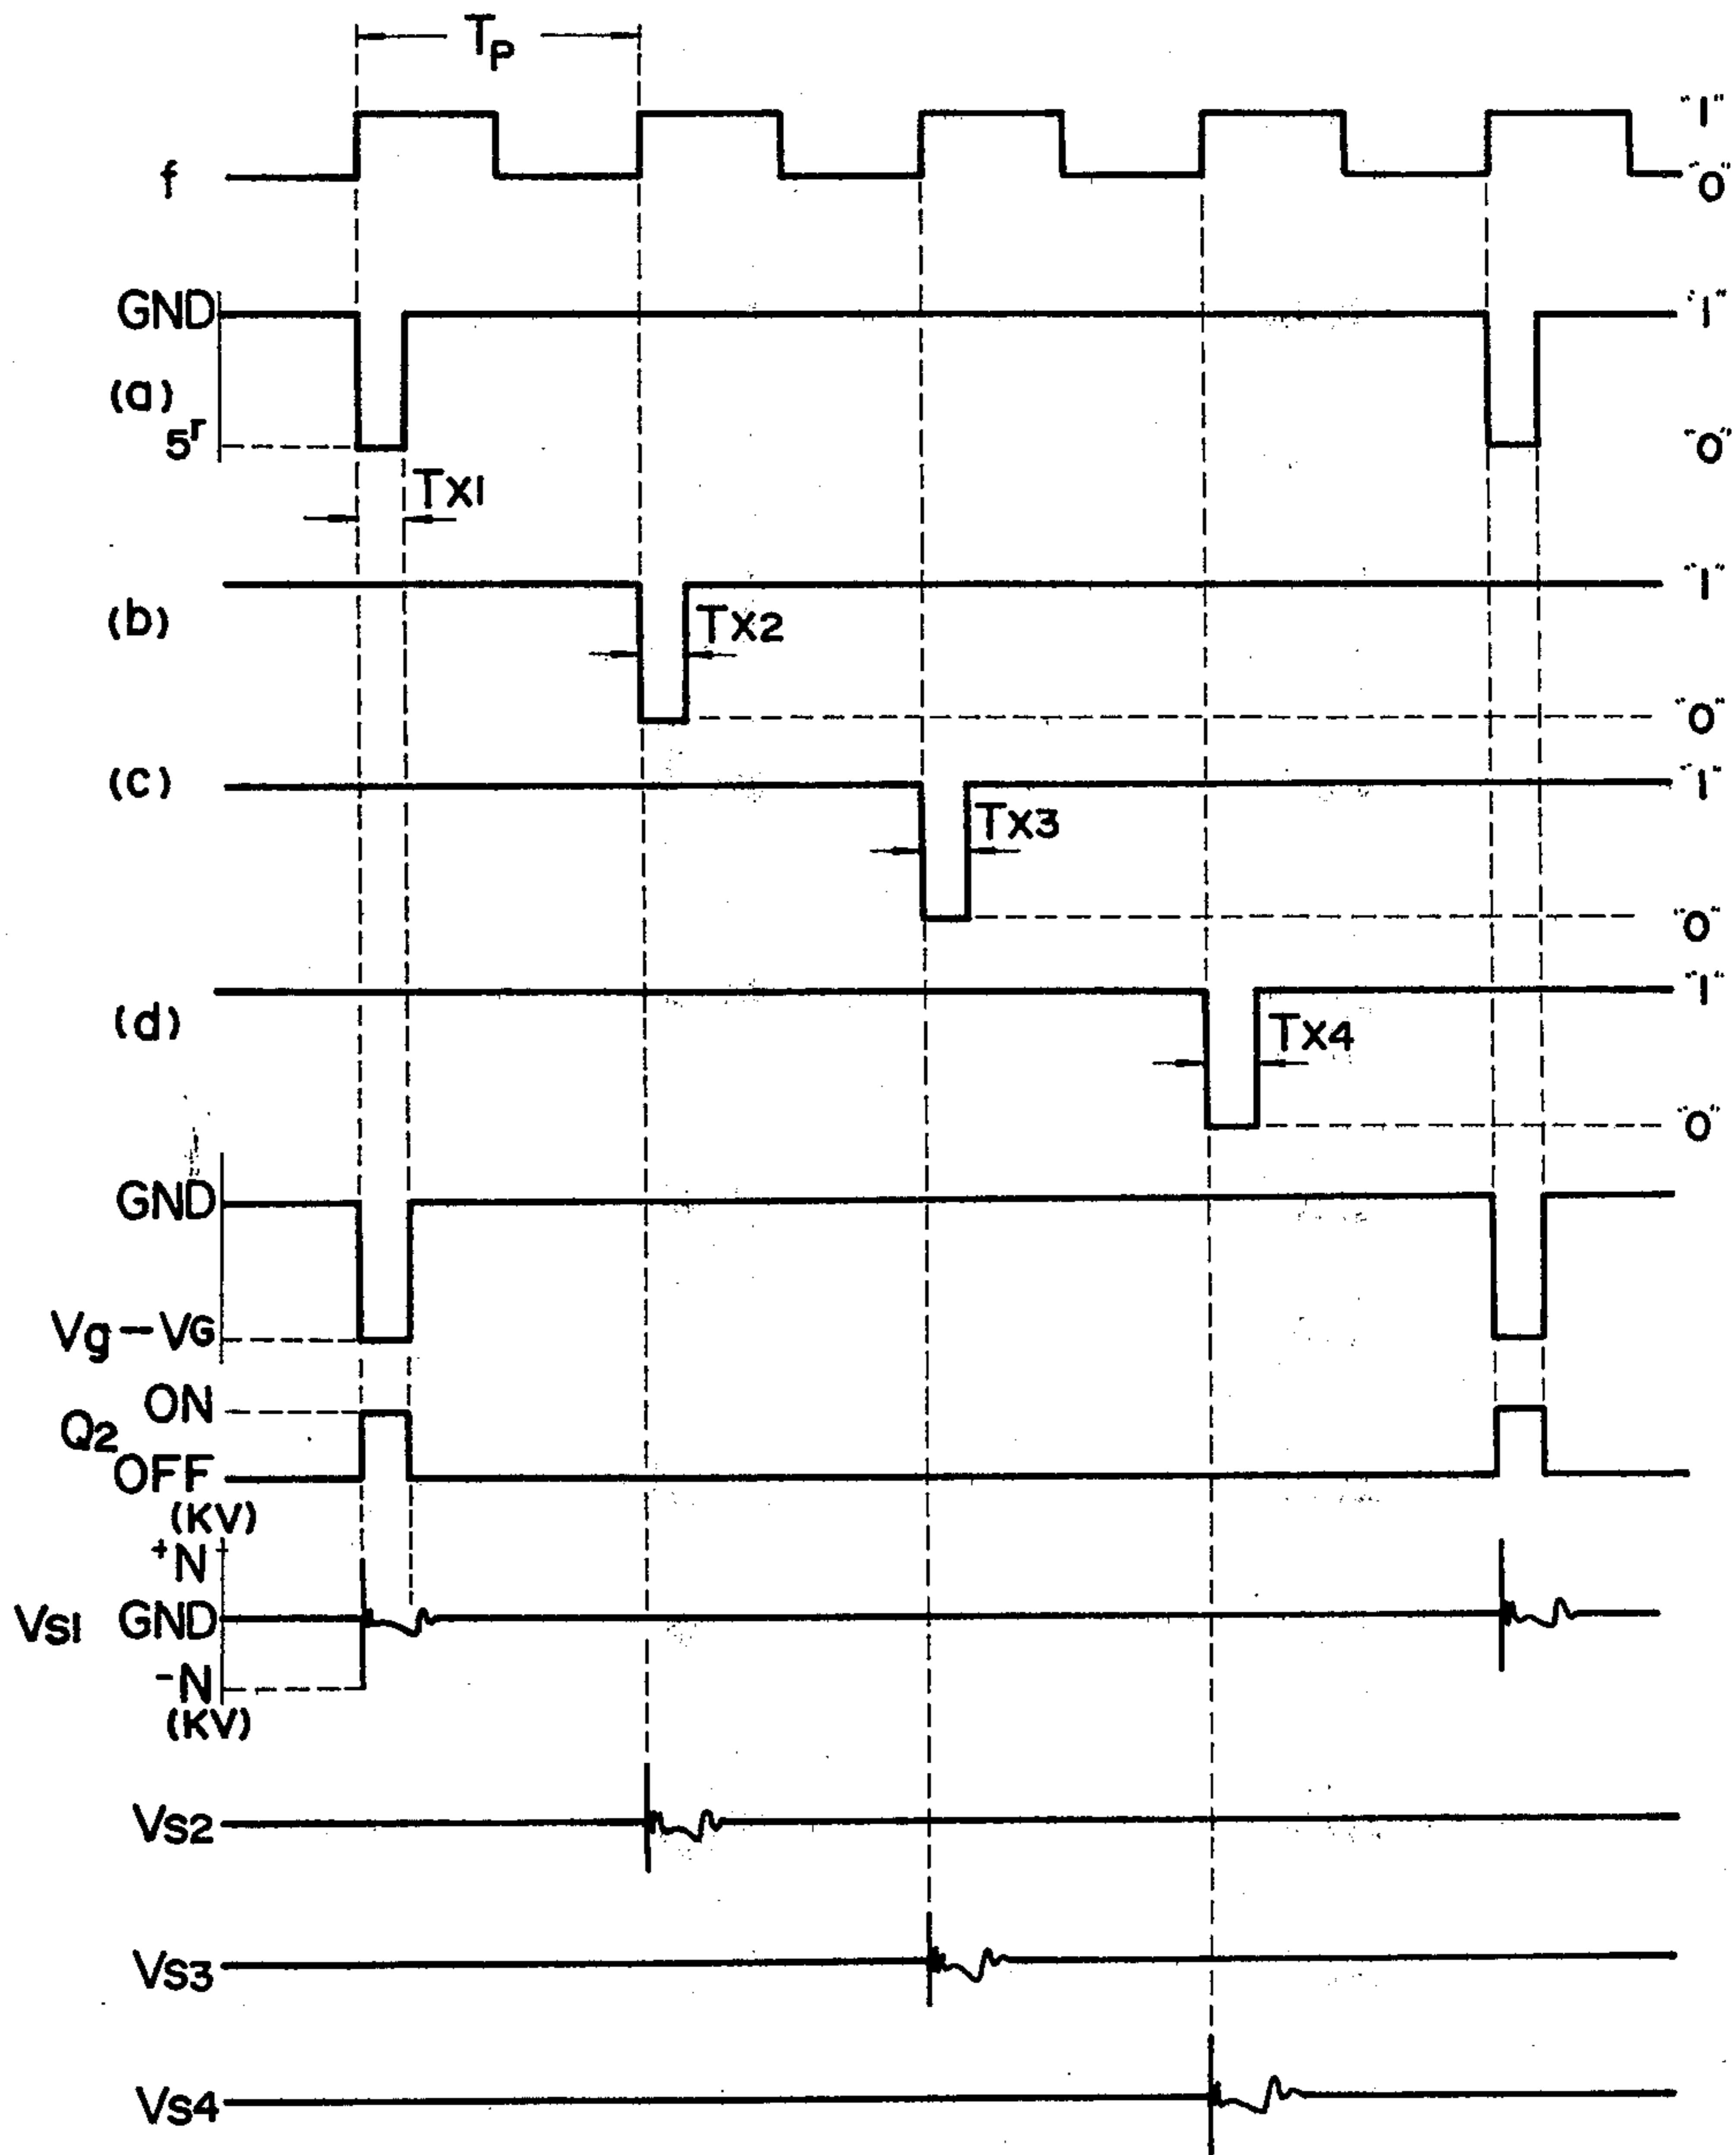 Tp
"1"
f "0"
GND "1"
(a)
5r "0"
Tx1
"1"
(b) Tx2
"0"
(c) "1"
Tx3
"0"
"1"
(d) Tx4
"0"
GND
Vg-VG
ON
Q2
OFF
(KV)
+N
Vs1 GND
-N
(KV)
Vs2
Vs3
Vs4